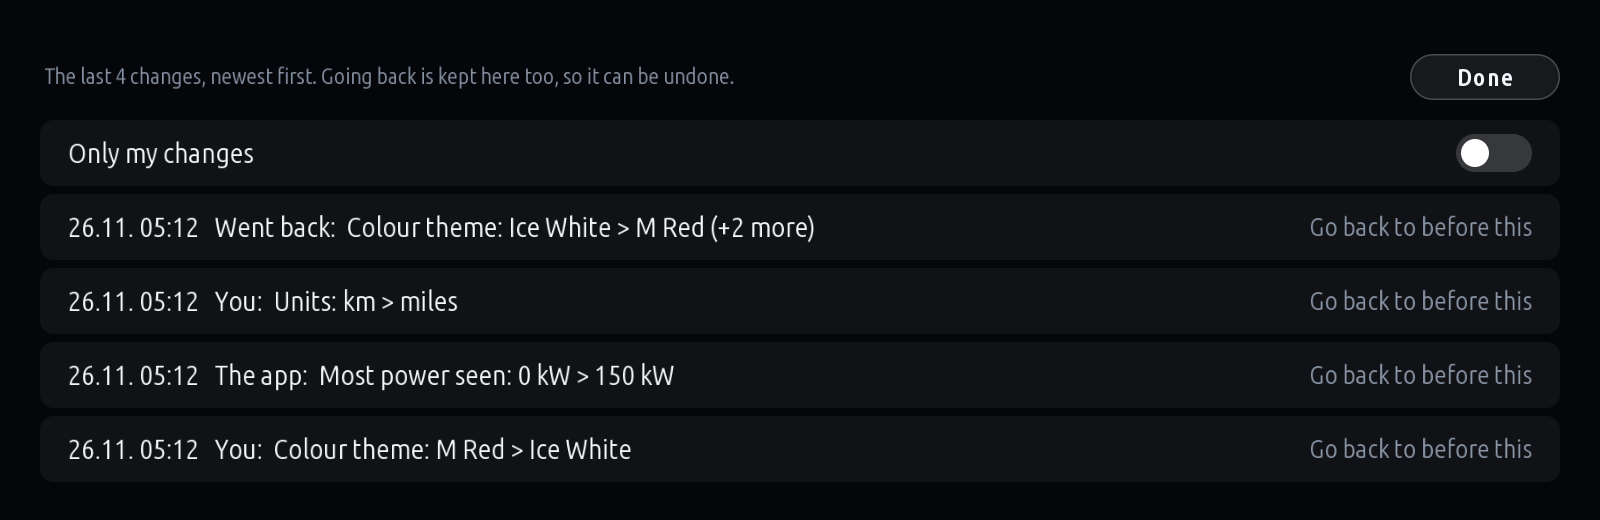 The last 4 changes, newest first. Going back is kept here too, so it can be undone.
Done
Only my changes
26.11. 05:12 Went back: Colour theme: Ice White > M Red (+2 more) Go back to before this
26.11. 05:12 You: Units: km > miles Go back to before this
26.11. 05:12 The app: Most power seen: 0 kW > 150 kW Go back to before this
26.11. 05:12 You: Colour theme: M Red > Ice White Go back to before this